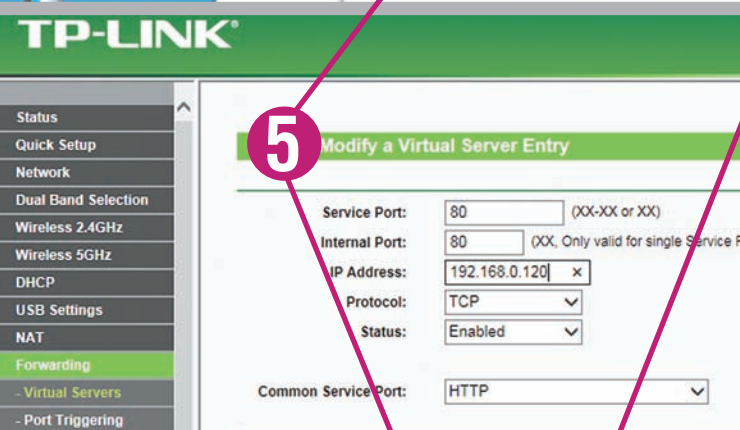 TP-LINK®
Status
Quick Setup
Network
Dual Band Selection
Wireless 2.4GHz
Wireless 5GHz
DHCP
USB Settings
NAT
Forwarding
- Virtual Servers
- Port Triggering
5
Modify a Virtual Server Entry
Service Port: 80 (XX-XX or XX)
Internal Port: 80 (XX, Only valid for single Service
IP Address: 192.168.0.120 ×
Protocol: TCP
Status: Enabled
Common Service Port: HTTP